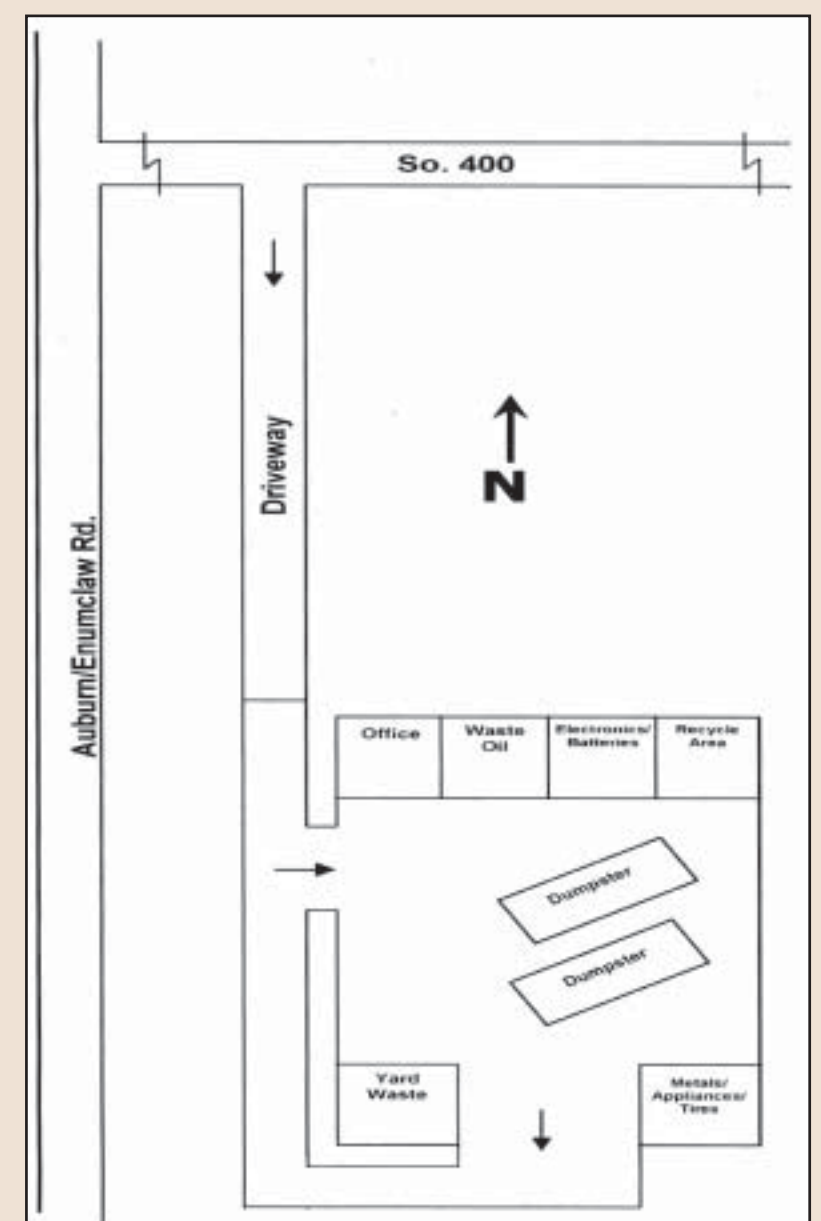 So. 400
Driveway
N
Auburn/Enumclaw Rd.
Office
Waste
Oil
Electronics/
Batteries
Recycle
Area
Dumpster
Dumpster
Yard
Waste
Metals/
Appliances/
Tires